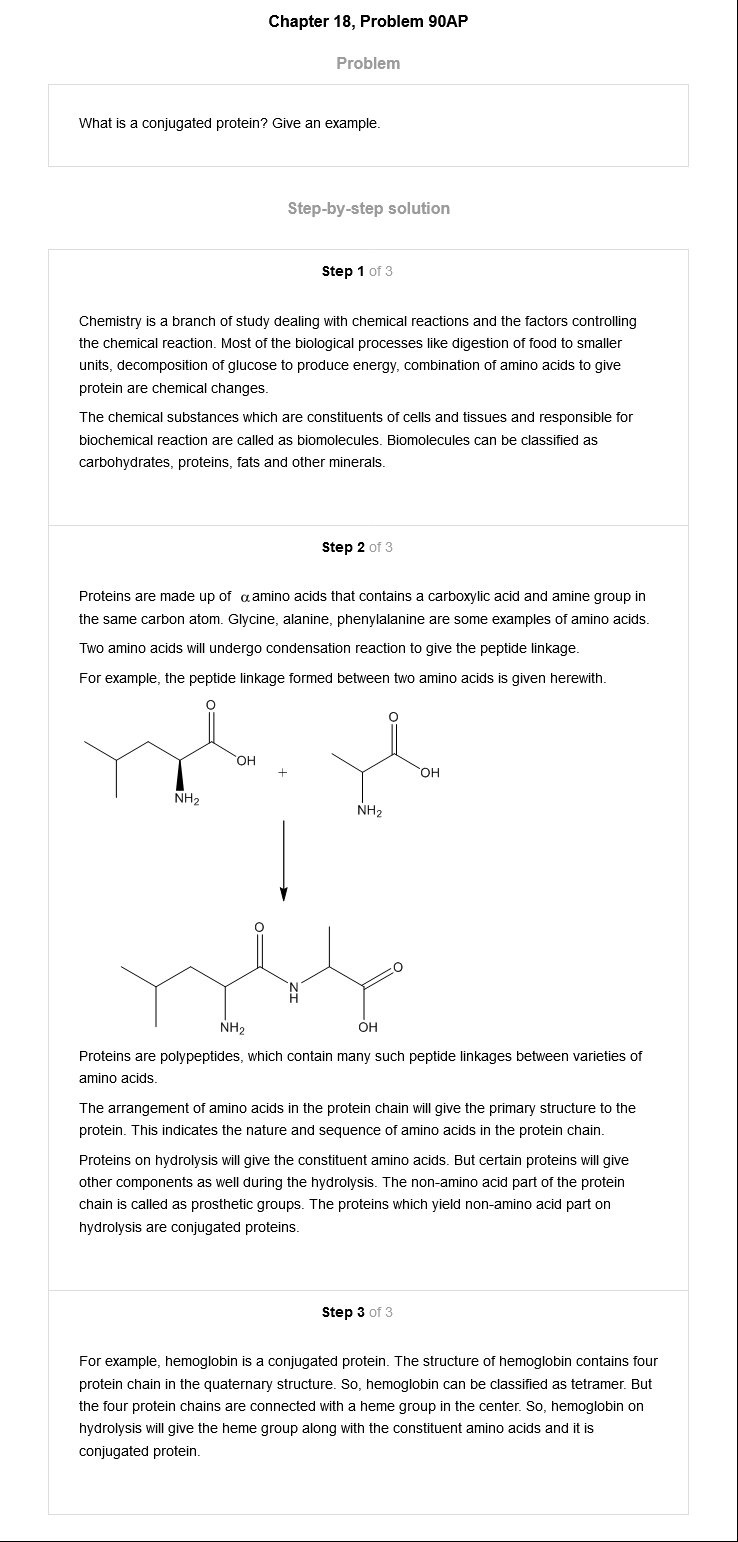 Chapter 18, Problem 90AP
Problem
What is a conjugated protein? Give an example.
Step-by-step solution
Step 1 of 3
Chemistry is a branch of study dealing with chemical reactions and the factors controlling
the chemical reaction. Most of the biological processes like digestion of food to smaller
units, decomposition of glucose to produce energy, combination of amino acids to give
protein are chemical changes.
The chemical substances which are constituents of cells and tissues and responsible for
biochemical reaction are called as biomolecules. Biomolecules can be classified as
carbohydrates, proteins, fats and other minerals.
Step 2 of 3
Proteins are made up of α amino acids that contains a carboxylic acid and amine group in
the same carbon atom. Glycine, alanine, phenylalanine are some examples of amino acids.
Two amino acids will undergo condensation reaction to give the peptide linkage.
For example, the peptide linkage formed between two amino acids is given herewith.
O
O
OH
+
OH
NH2
NH2
O
O
N
H
NH2
OH
Proteins are polypeptides, which contain many such peptide linkages between varieties of
amino acids.
The arrangement of amino acids in the protein chain will give the primary structure to the
protein. This indicates the nature and sequence of amino acids in the protein chain.
Proteins on hydrolysis will give the constituent amino acids. But certain proteins will give
other components as well during the hydrolysis. The non-amino acid part of the protein
chain is called as prosthetic groups. The proteins which yield non-amino acid part on
hydrolysis are conjugated proteins.
Step 3 of 3
For example, hemoglobin is a conjugated protein. The structure of hemoglobin contains four
protein chain in the quaternary structure. So, hemoglobin can be classified as tetramer. But
the four protein chains are connected with a heme group in the center. So, hemoglobin on
hydrolysis will give the heme group along with the constituent amino acids and it is
conjugated protein.